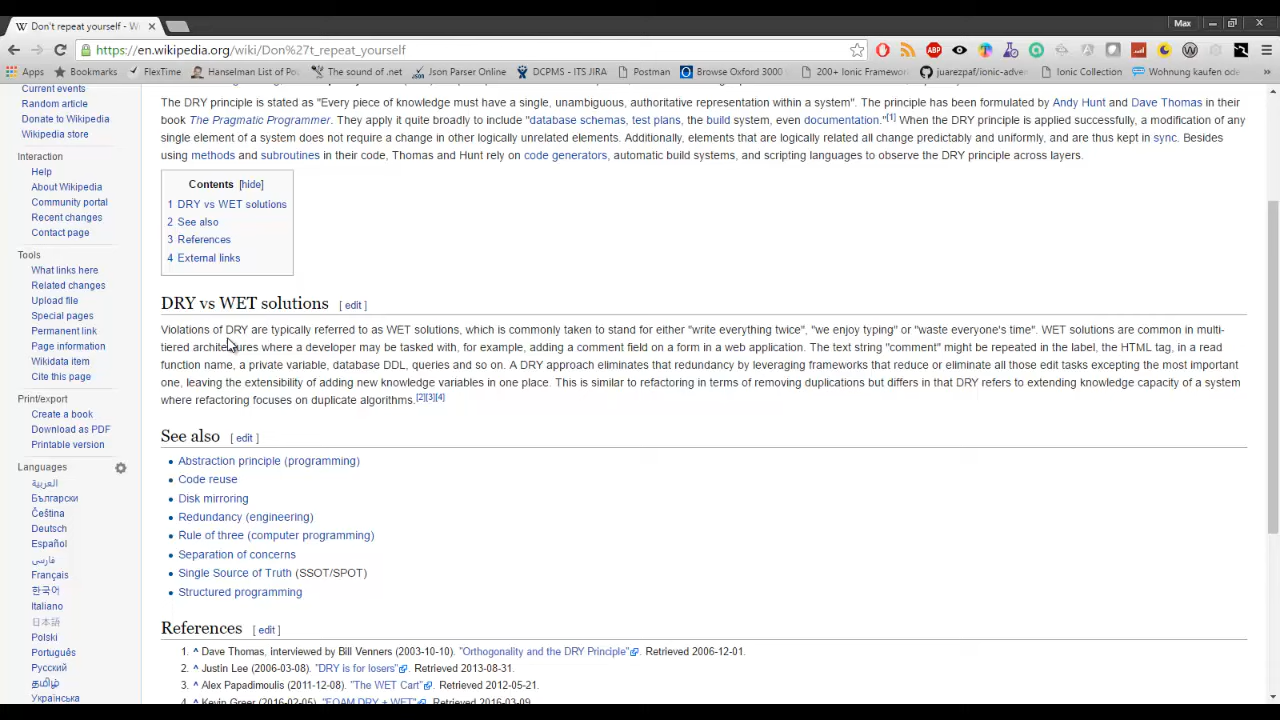 Don't repeat yourself - Wi
Max
https://en.wikipedia.org/wiki/Don%27t_repeat_yourself
ABP
Apps Bookmarks FlexTime Hanselman List of Po The sound of .net Json Parser Online DCPMS - ITS JIRA Postman Browse Oxford 3000 200+ Ionic Framewor juarezpaf/ionic-adve Ionic Collection Wohnung kaufen ode »
Current events
Random article
Donate to Wikipedia
Wikipedia store
Interaction
Help
About Wikipedia
Community portal
Recent changes
Contact page
Tools
What links here
Related changes
Upload file
Special pages
Permanent link
Page information
Wikidata item
Cite this page
Print/export
Create a book
Download as PDF
Printable version
Languages
العربية
Български
Čeština
Deutsch
Español
فارسی
Français
한국어
Italiano
日本語
Polski
Português
Русский
தமிழ்
Українська
The DRY principle is stated as "Every piece of knowledge must have a single, unambiguous, authoritative representation within a system". The principle has been formulated by Andy Hunt and Dave Thomas in their
book The Pragmatic Programmer. They apply it quite broadly to include "database schemas, test plans, the build system, even documentation."[1] When the DRY principle is applied successfully, a modification of any
single element of a system does not require a change in other logically unrelated elements. Additionally, elements that are logically related all change predictably and uniformly, and are thus kept in sync. Besides
using methods and subroutines in their code, Thomas and Hunt rely on code generators, automatic build systems, and scripting languages to observe the DRY principle across layers.
Contents [hide]
1 DRY vs WET solutions
2 See also
3 References
4 External links
DRY vs WET solutions [ edit ]
Violations of DRY are typically referred to as WET solutions, which is commonly taken to stand for either "write everything twice", "we enjoy typing" or "waste everyone's time". WET solutions are common in multi-
tiered architectures where a developer may be tasked with, for example, adding a comment field on a form in a web application. The text string "comment" might be repeated in the label, the HTML tag, in a read
function name, a private variable, database DDL, queries and so on. A DRY approach eliminates that redundancy by leveraging frameworks that reduce or eliminate all those edit tasks excepting the most important
one, leaving the extensibility of adding new knowledge variables in one place. This is similar to refactoring in terms of removing duplications but differs in that DRY refers to extending knowledge capacity of a system
where refactoring focuses on duplicate algorithms.[2][3][4]
See also [ edit ]
• Abstraction principle (programming)
• Code reuse
• Disk mirroring
• Redundancy (engineering)
• Rule of three (computer programming)
• Separation of concerns
• Single Source of Truth (SSOT/SPOT)
• Structured programming
References [ edit ]
1. ^ Dave Thomas, interviewed by Bill Venners (2003-10-10). "Orthogonality and the DRY Principle". Retrieved 2006-12-01.
2. ^ Justin Lee (2006-03-08). "DRY is for losers". Retrieved 2013-08-31.
3. ^ Alex Papadimoulis (2011-12-08). "The WET Cart". Retrieved 2012-05-21.
4. ^ Kevin Greer (2016-02-05). "FOAM DRY + WET". Retrieved 2016-03-09.